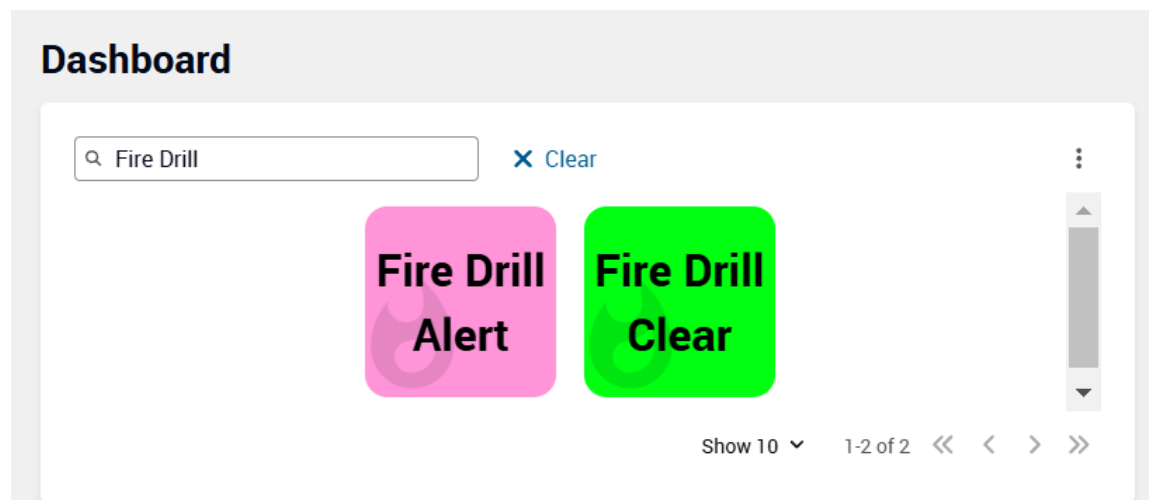 Dashboard
Fire Drill
Clear
Fire Drill
Alert
Fire Drill
Clear
Show 10
1-2 of 2